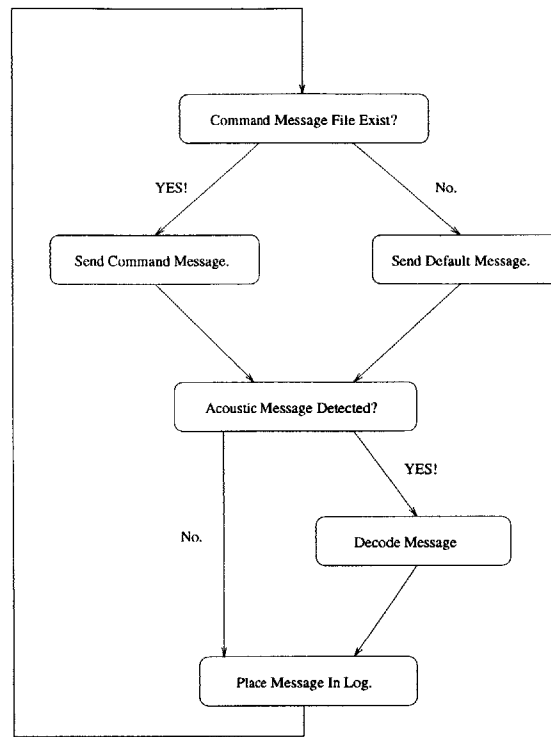 Command Message File Exist?
YES!
No.
Send Command Message.
Send Default Message.
Acoustic Message Detected?
YES!
No.
Decode Message
Place Message In Log.